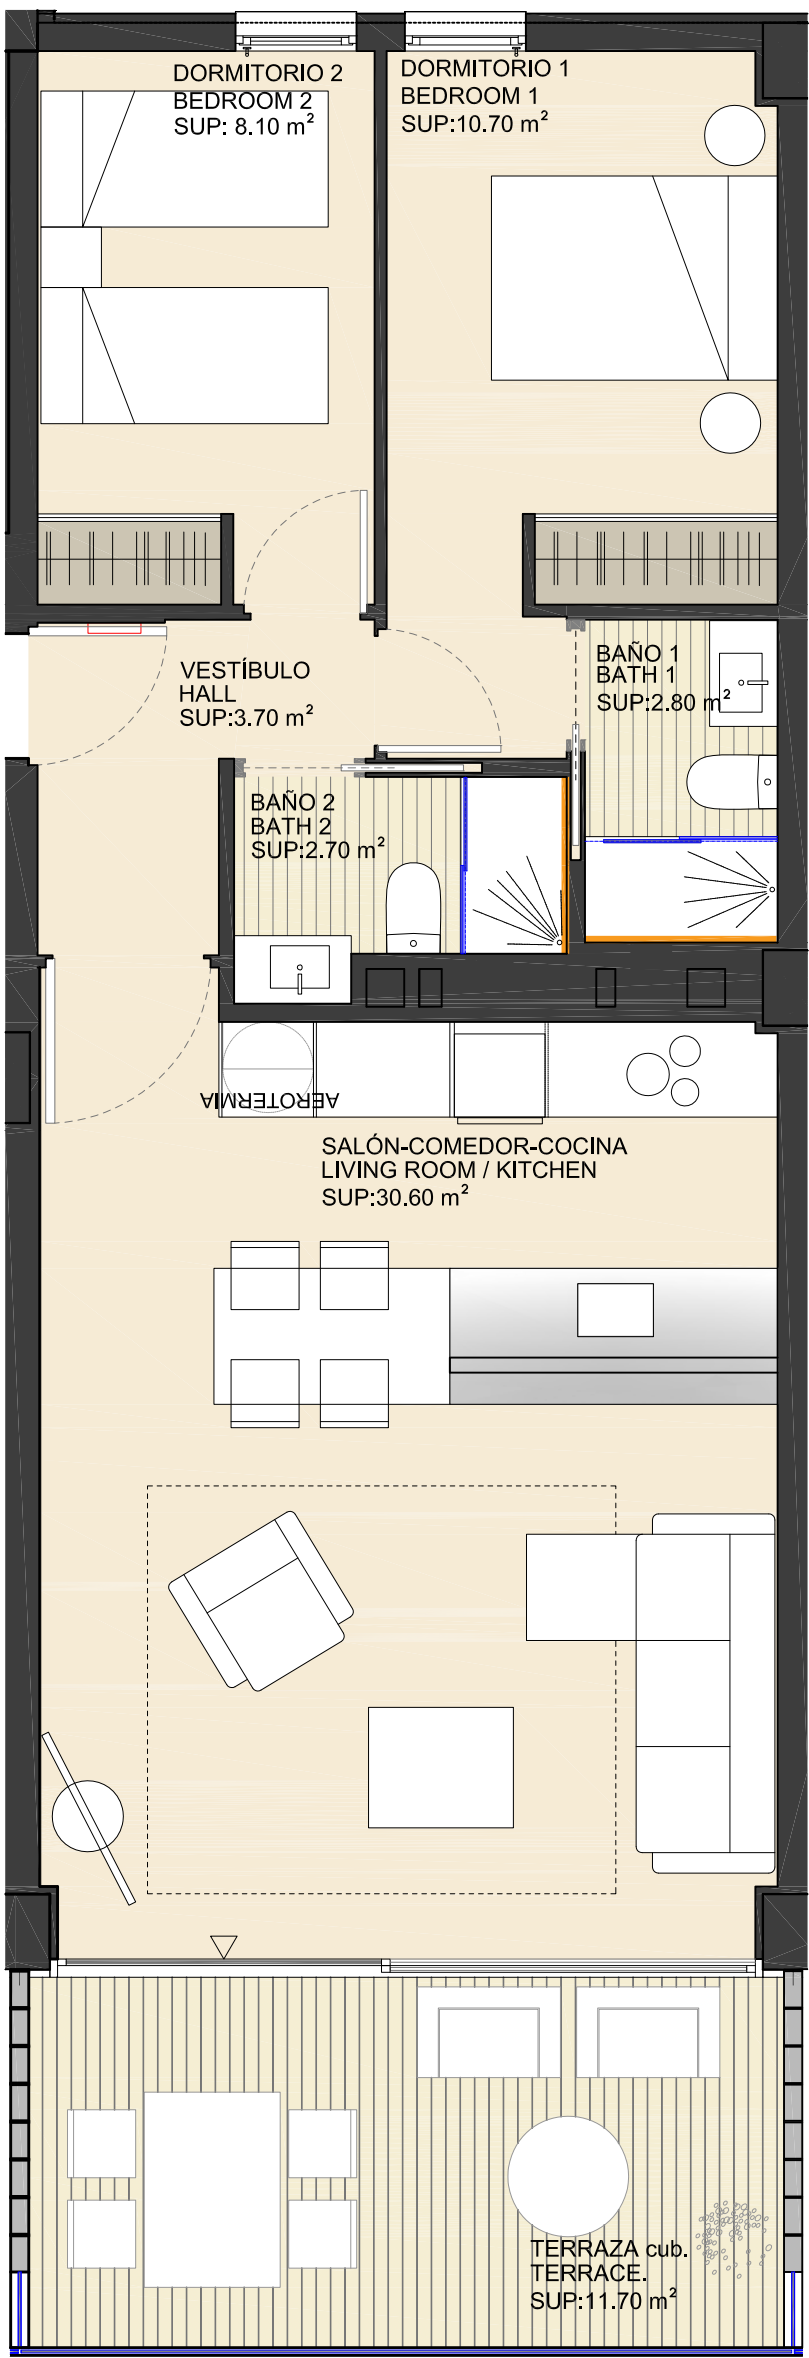 DORMITORIO 2
BEDROOM 2
SUP: 8.10 m²
DORMITORIO 1
BEDROOM 1
SUP:10.70 m²
VESTÍBULO
HALL
SUP:3.70 m²
BAÑO 1
BATH 1
SUP:2.80 m²
BAÑO 2
BATH 2
SUP:2.70 m²
AEROTERMIA
SALÓN-COMEDOR-COCINA
LIVING ROOM / KITCHEN
SUP:30.60 m²
TERRAZA cub.
TERRACE.
SUP:11.70 m²